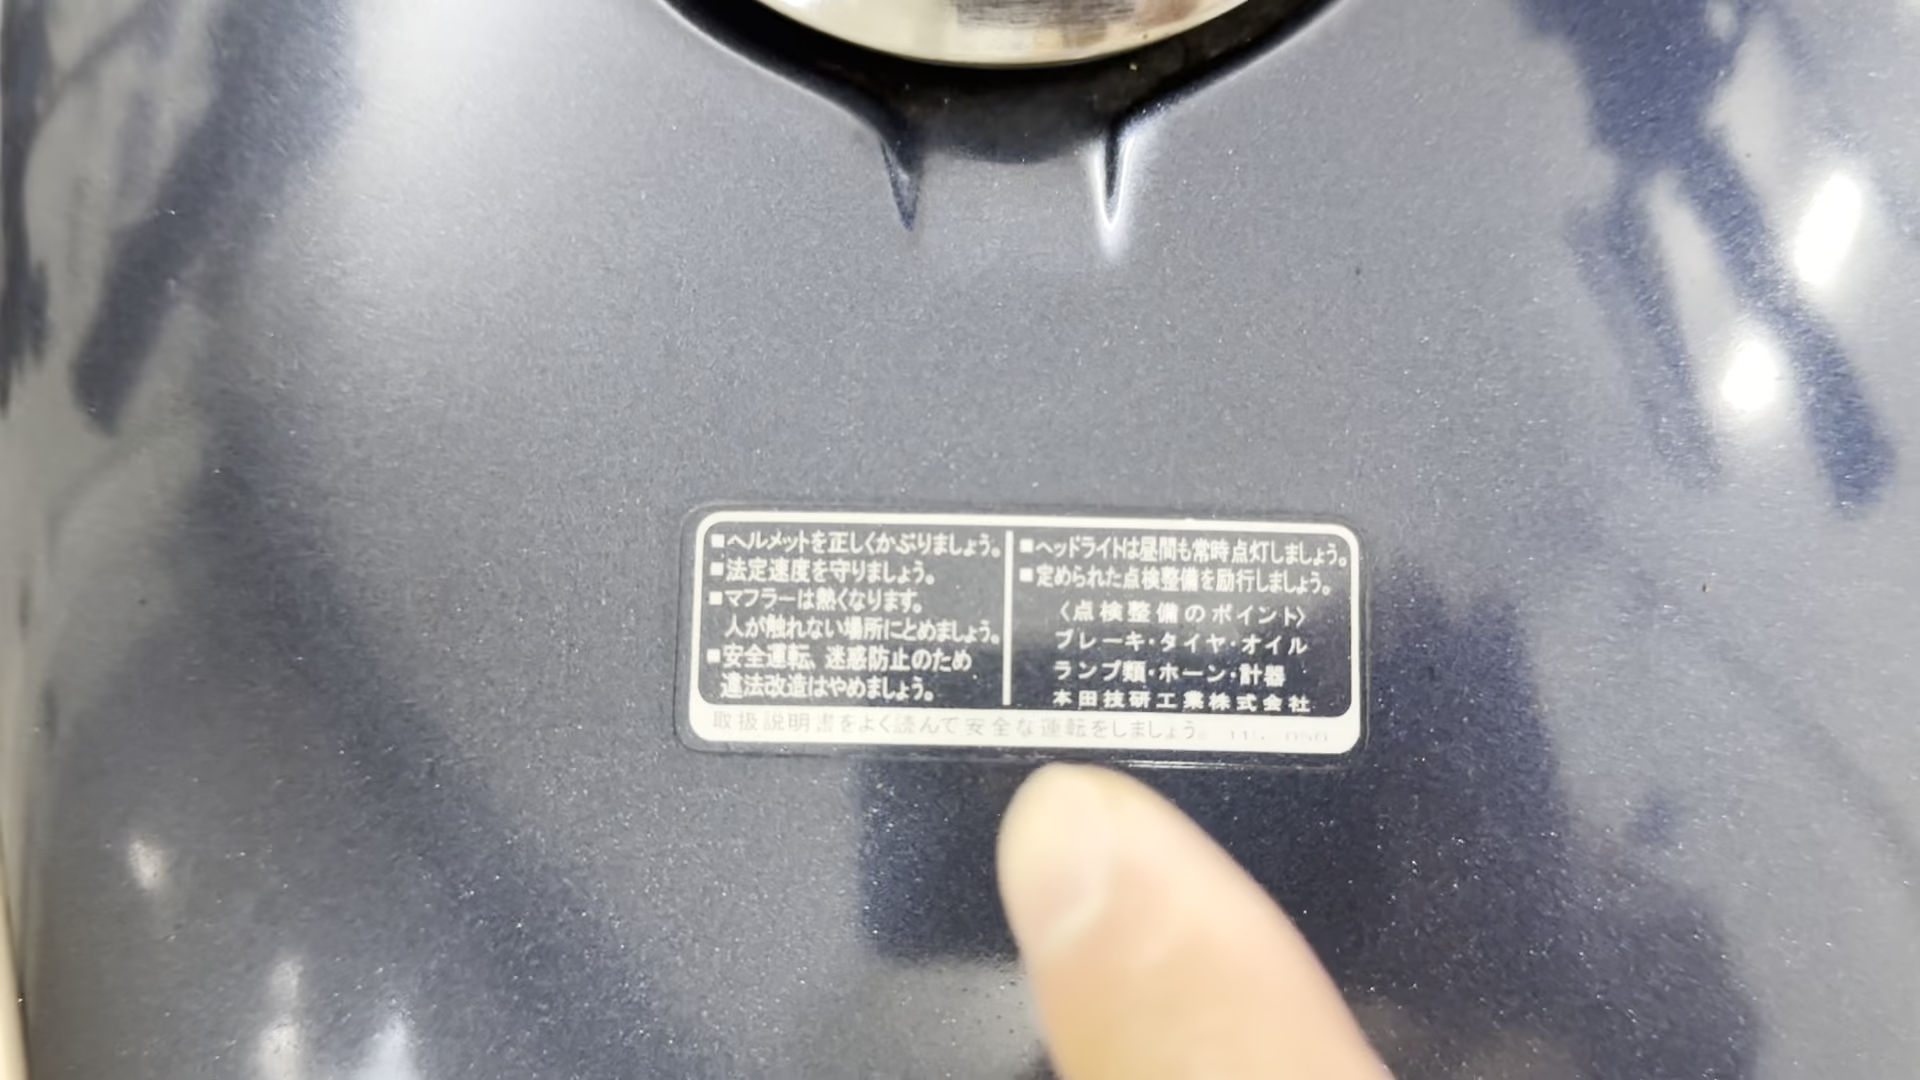 ■ヘルメットを正しくかぶりましょう。
■法定速度を守りましょう。
■マフラーは熱くなります。
人が触れない場所にとめましょう。
■安全運転、迷惑防止のため
違法改造はやめましょう。
■ヘッドライトは昼間も常時点灯しましょう。
■定められた点検整備を励行しましょう。
〈点検整備のポイント〉
ブレーキ・タイヤ・オイル
ランプ類・ホーン・計器
本田技研工業株式会社
取扱説明書をよく読んで安全な運転をしましょう。